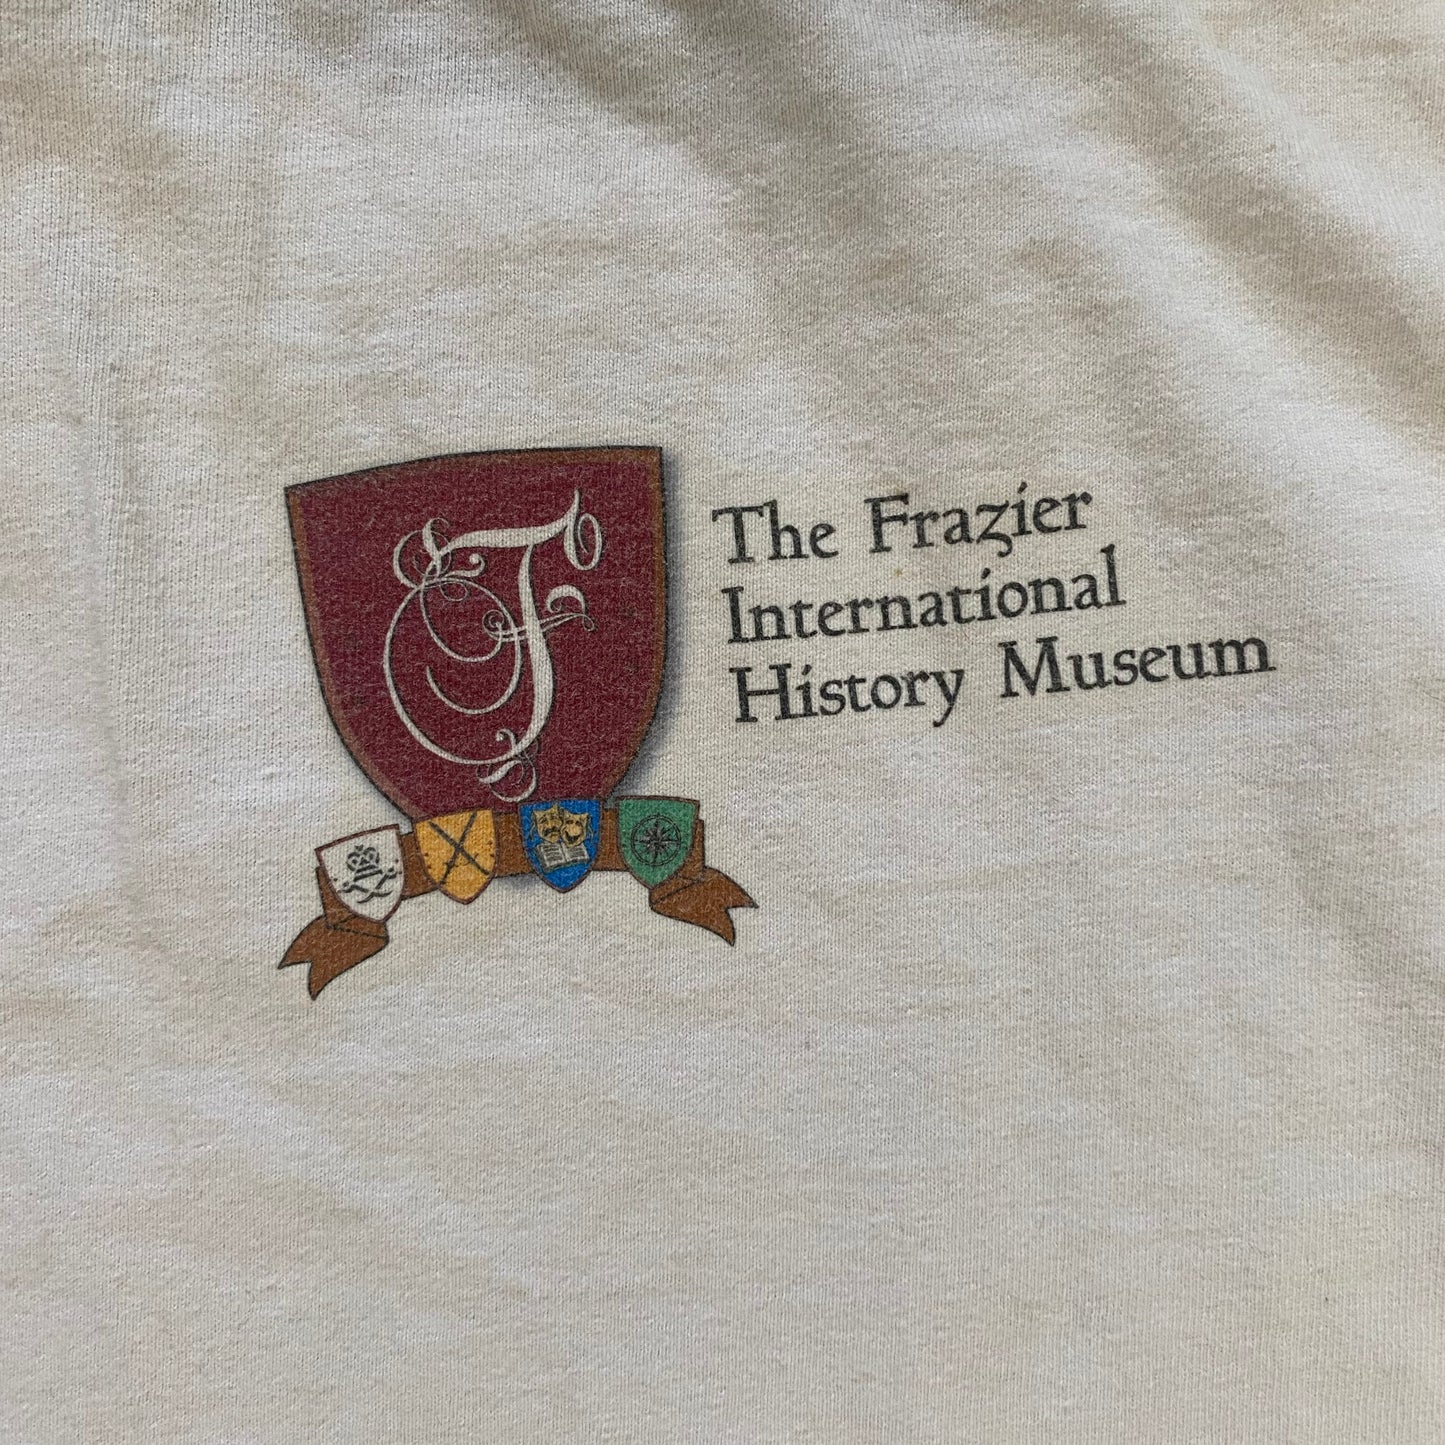 F
The Frazier
International
History Museum